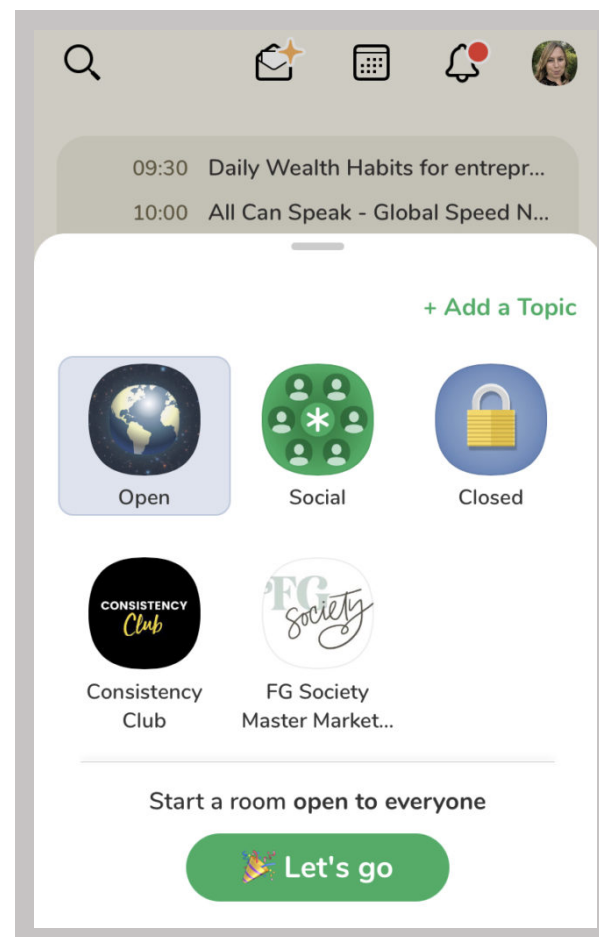 09:30 Daily Wealth Habits for entrepr...
10:00 All Can Speak - Global Speed N...
+ Add a Topic
Open
Social
Closed
CONSISTENCY
Club
FG
Society
Consistency
Club
FG Society
Master Market...
Start a room open to everyone
🎉 Let's go